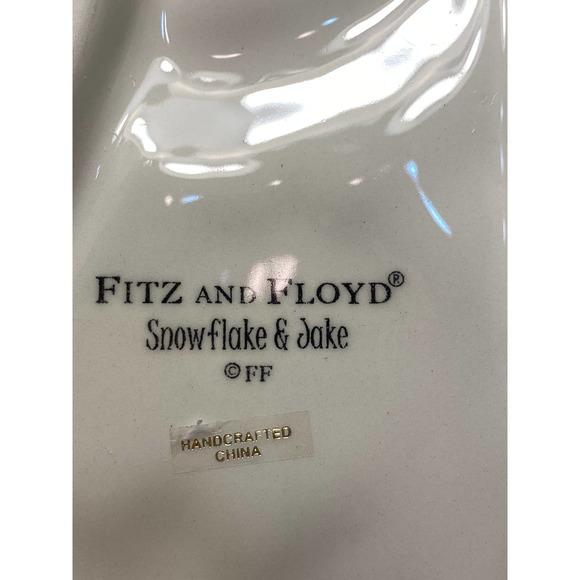 FITZ AND FLOYD®
Snowflake & Jake
©FF
HANDCRAFTED
CHINA